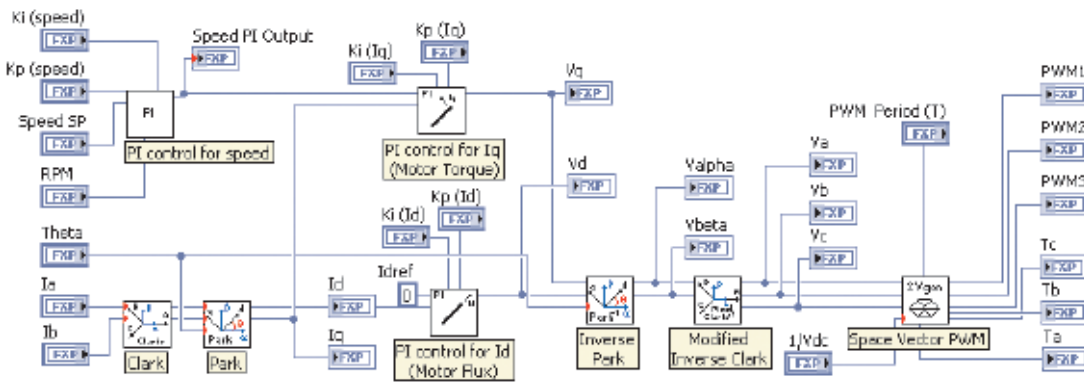 Ki (speed)
FXP
Speed PI Output
FXP
Kp (speed)
FXP
Speed SP
FXP
RPM
FXP
PI
PI control for speed
Ki (Iq)
FXP
Kp (Iq)
FXP
PI
PI control for Iq
(Motor Torque)
Vq
FXP
Vd
FXP
Theta
FXP
Ia
FXP
Ib
FXP
Clark
Clark
Park
Park
Id
FXP
Iq
FXP
Idref
0
Ki (Id)
FXP
Kp (Id)
FXP
PI
PI control for Id
(Motor Flux)
Park
Inverse
Park
Valpha
FXP
Vbeta
FXP
Modified
Inverse Clark
Va
FXP
Vb
FXP
Vc
FXP
PWM Period (T)
FXP
1/Vdc
FXP
SVgen
Space Vector PWM
PWM1
FXP
PWM2
FXP
PWM3
FXP
Tc
FXP
Tb
FXP
Ta
FXP